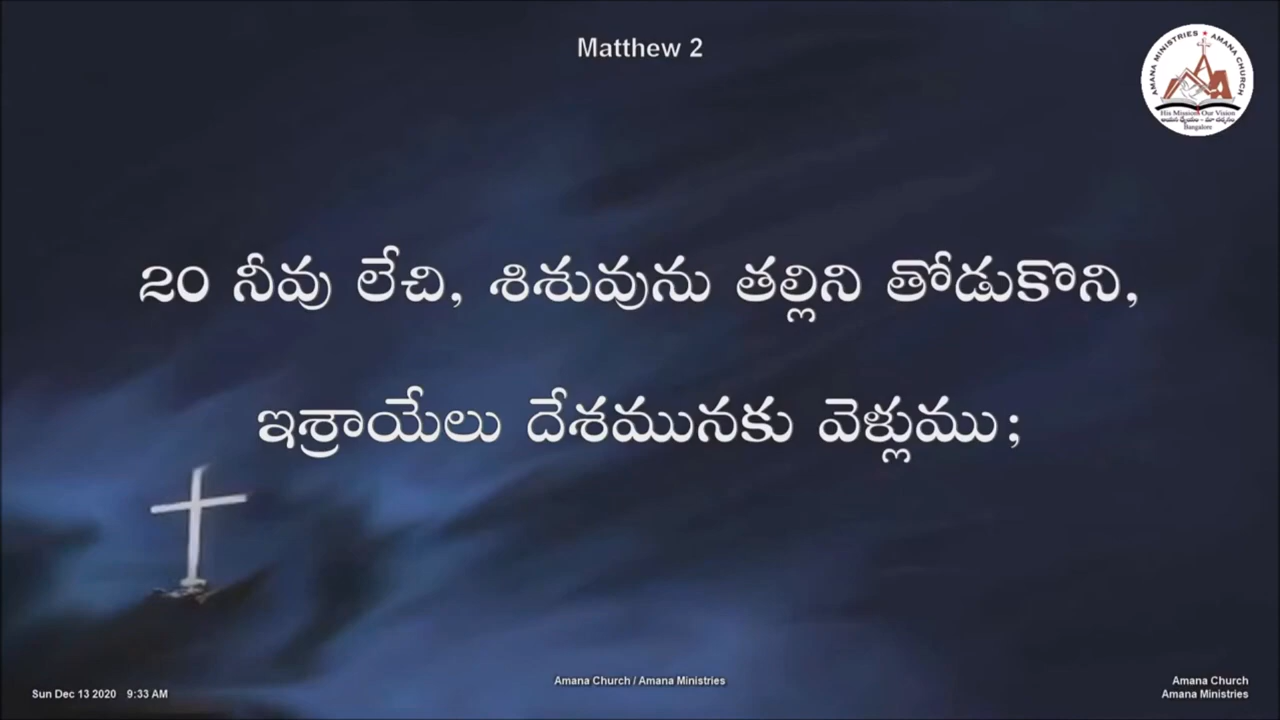 Matthew 2
AMANA MINISTRIES • AMANA CHURCH
His Mission Our Vision
Bangalore
20 నీవు లేచి, శిశువును తల్లిని తోడుకొని,
ఇశ్రాయేలు దేశమునకు వెళ్లుము;
Sun Dec 13 2020 9:33 AM
Amana Church / Amana Ministries
Amana Church
Amana Ministries